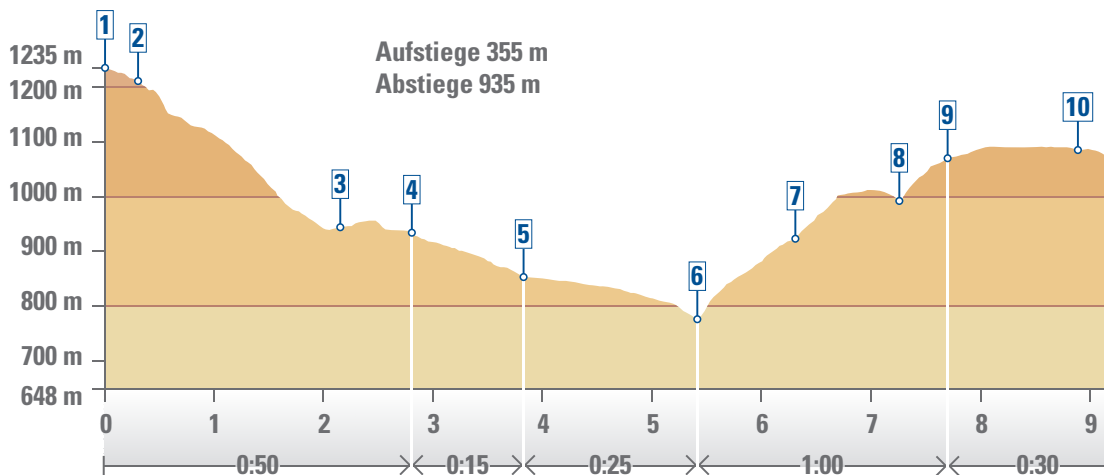 1 2 3 4 5 6 7 8 9 10
Aufstiege 355 m
Abstiege 935 m
1235 m
1200 m
1100 m
1000 m
900 m
800 m
700 m
648 m
0 1 2 3 4 5 6 7 8 9
0:50 0:15 0:25 1:00 0:30